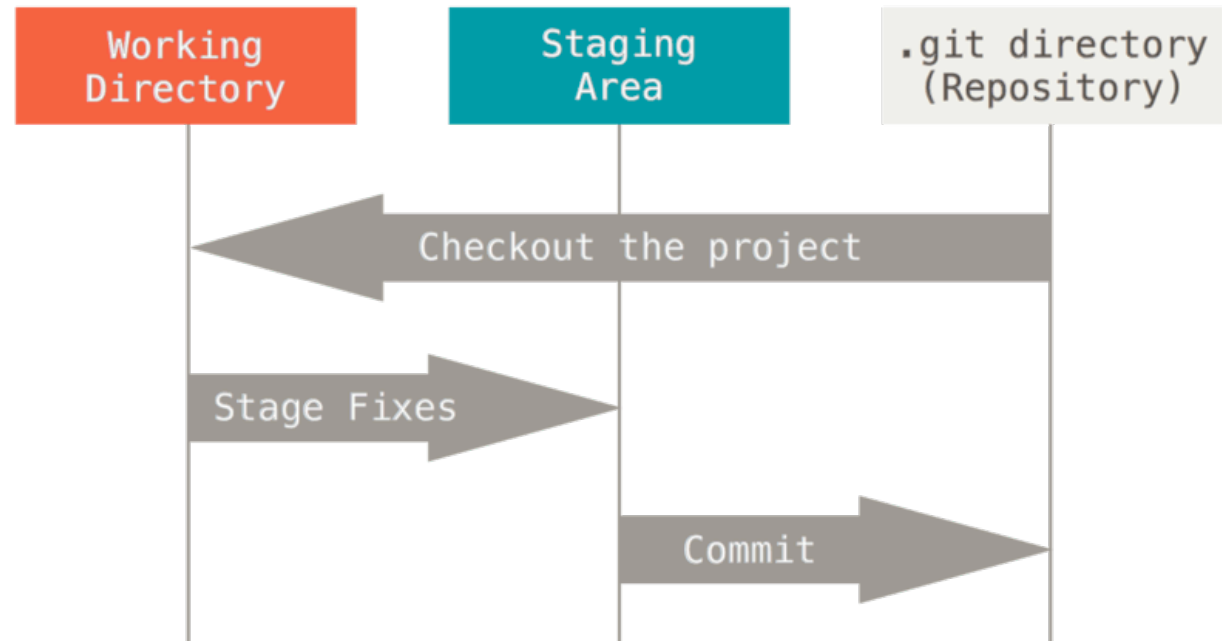 Working
Directory
Staging
Area
.git directory
(Repository)
Checkout the project
Stage Fixes
Commit